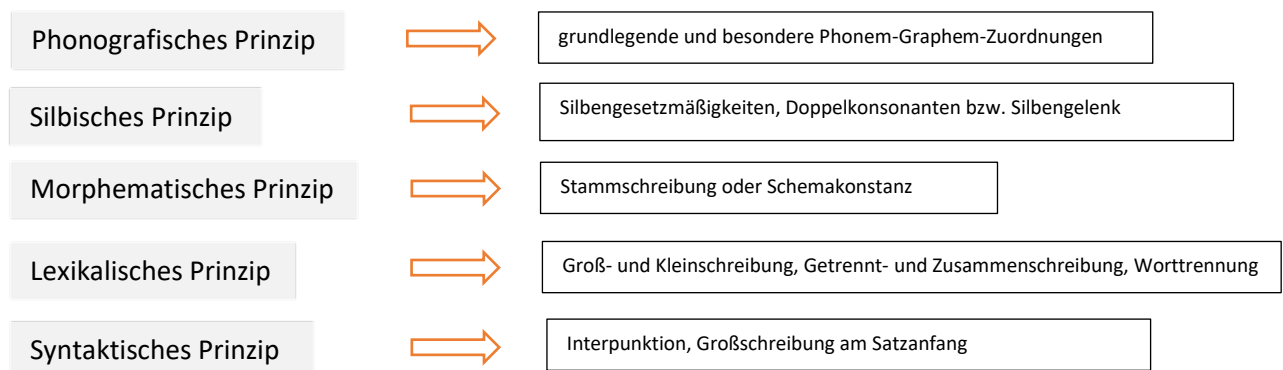 Phonografisches Prinzip
grundlegende und besondere Phonem-Graphem-Zuordnungen
Silbisches Prinzip
Silbengesetzmäßigkeiten, Doppelkonsonanten bzw. Silbengelenk
Morphematisches Prinzip
Stammschreibung oder Schemakonstanz
Lexikalisches Prinzip
Groß- und Kleinschreibung, Getrennt- und Zusammenschreibung, Worttrennung
Syntaktisches Prinzip
Interpunktion, Großschreibung am Satzanfang